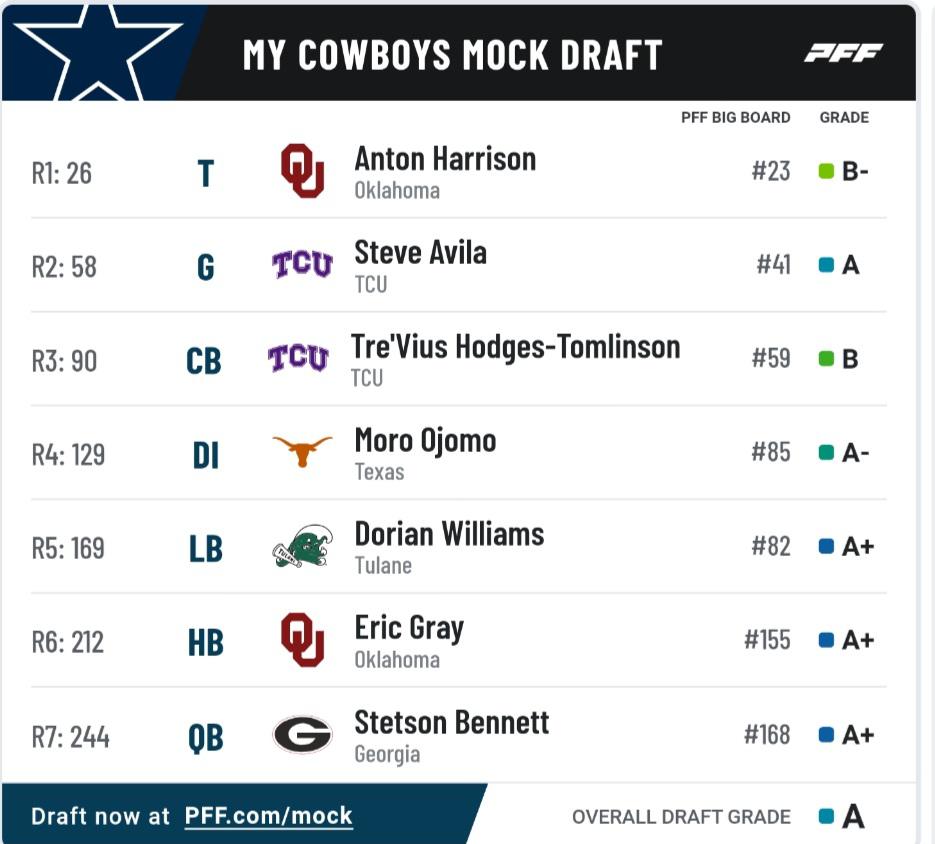 MY COWBOYS MOCK DRAFT
PFF
PFF BIG BOARD GRADE
R1: 26 T OU Anton Harrison #23 B-
Oklahoma
R2: 58 G TCU Steve Avila #41 A
TCU
R3: 90 CB TCU Tre'Vius Hodges-Tomlinson #59 B
TCU
R4: 129 DI Moro Ojomo #85 A-
Texas
R5: 169 LB TULANE Dorian Williams #82 A+
Tulane
R6: 212 HB OU Eric Gray #155 A+
Oklahoma
R7: 244 QB G Stetson Bennett #168 A+
Georgia
Draft now at PFF.com/mock OVERALL DRAFT GRADE A